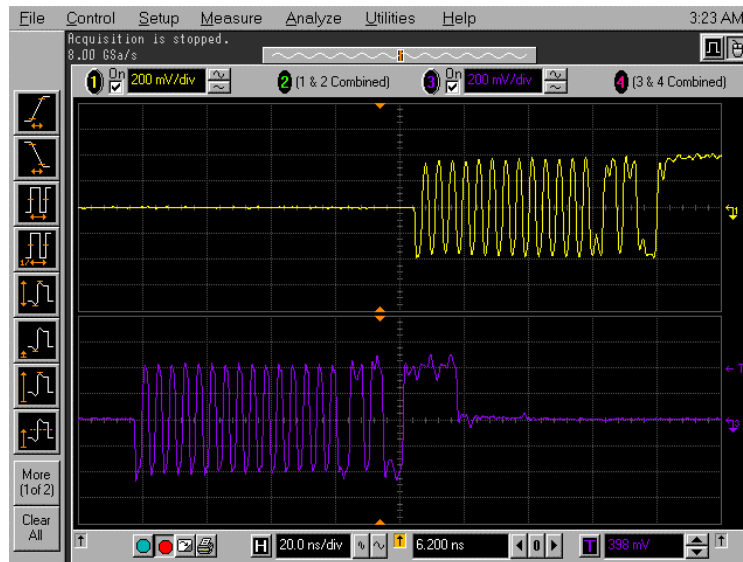 File Control Setup Measure Analyze Utilities Help 3:23 AM
Acquisition is stopped.
8.00 GSa/s
1 On 200 mV/div 2 (1 & 2 Combined) 3 On 200 mV/div 4 (3 & 4 Combined)
1
T
3
More
(1of 2)
Clear
All
H 20.0 ns/div 6.200 ns 0 T 398 mV